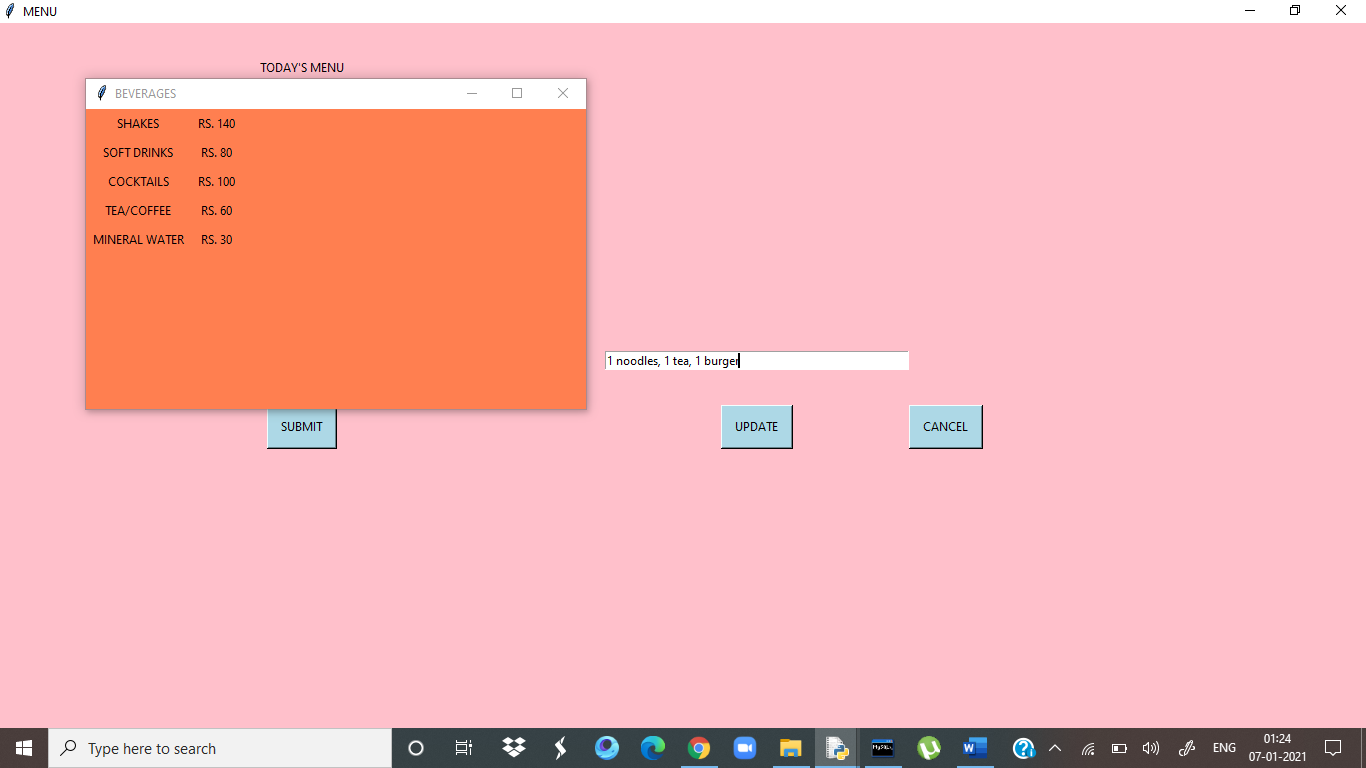 MENU
TODAY'S MENU
BEVERAGES
SHAKES RS. 140
SOFT DRINKS RS. 80
COCKTAILS RS. 100
TEA/COFFEE RS. 60
MINERAL WATER RS. 30
1 noodles, 1 tea, 1 burger
SUBMIT UPDATE CANCEL
Type here to search
MySQL
W
?
ENG
01:24
07-01-2021